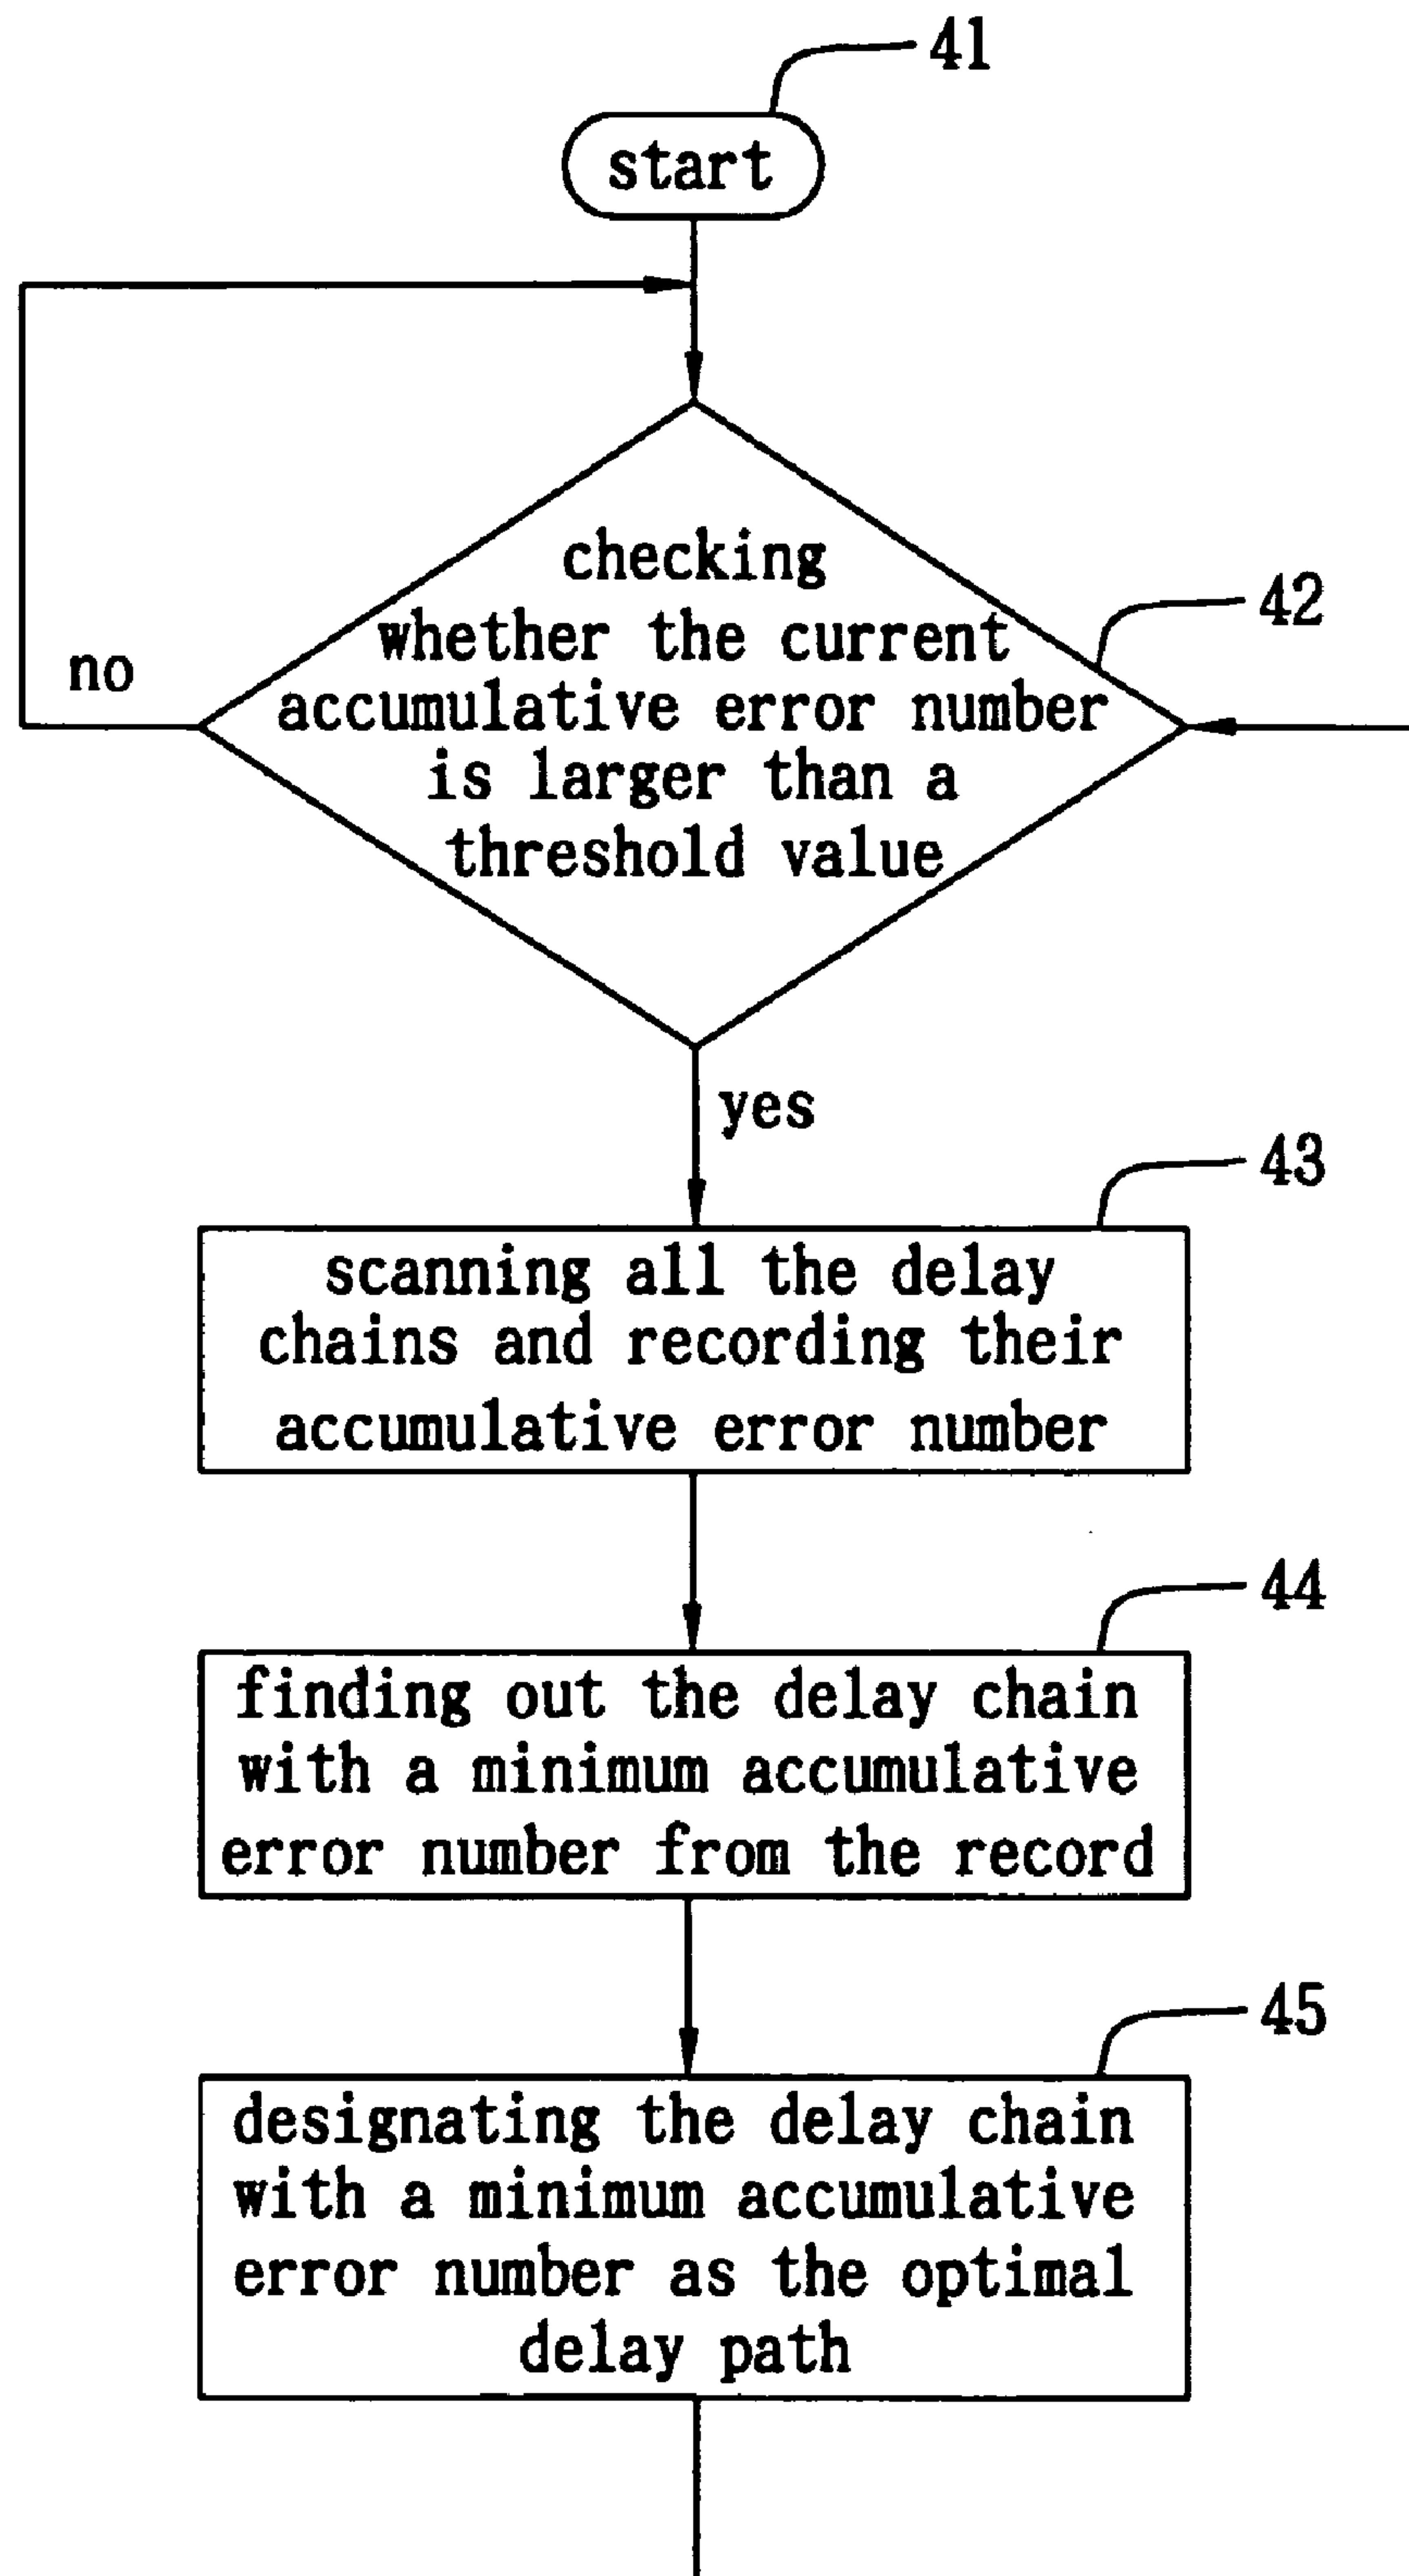 41
start
checking
whether the current
accumulative error number
is larger than a
threshold value
42
no
yes
43
scanning all the delay
chains and recording their
accumulative error number
44
finding out the delay chain
with a minimum accumulative
error number from the record
45
designating the delay chain
with a minimum accumulative
error number as the optimal
delay path